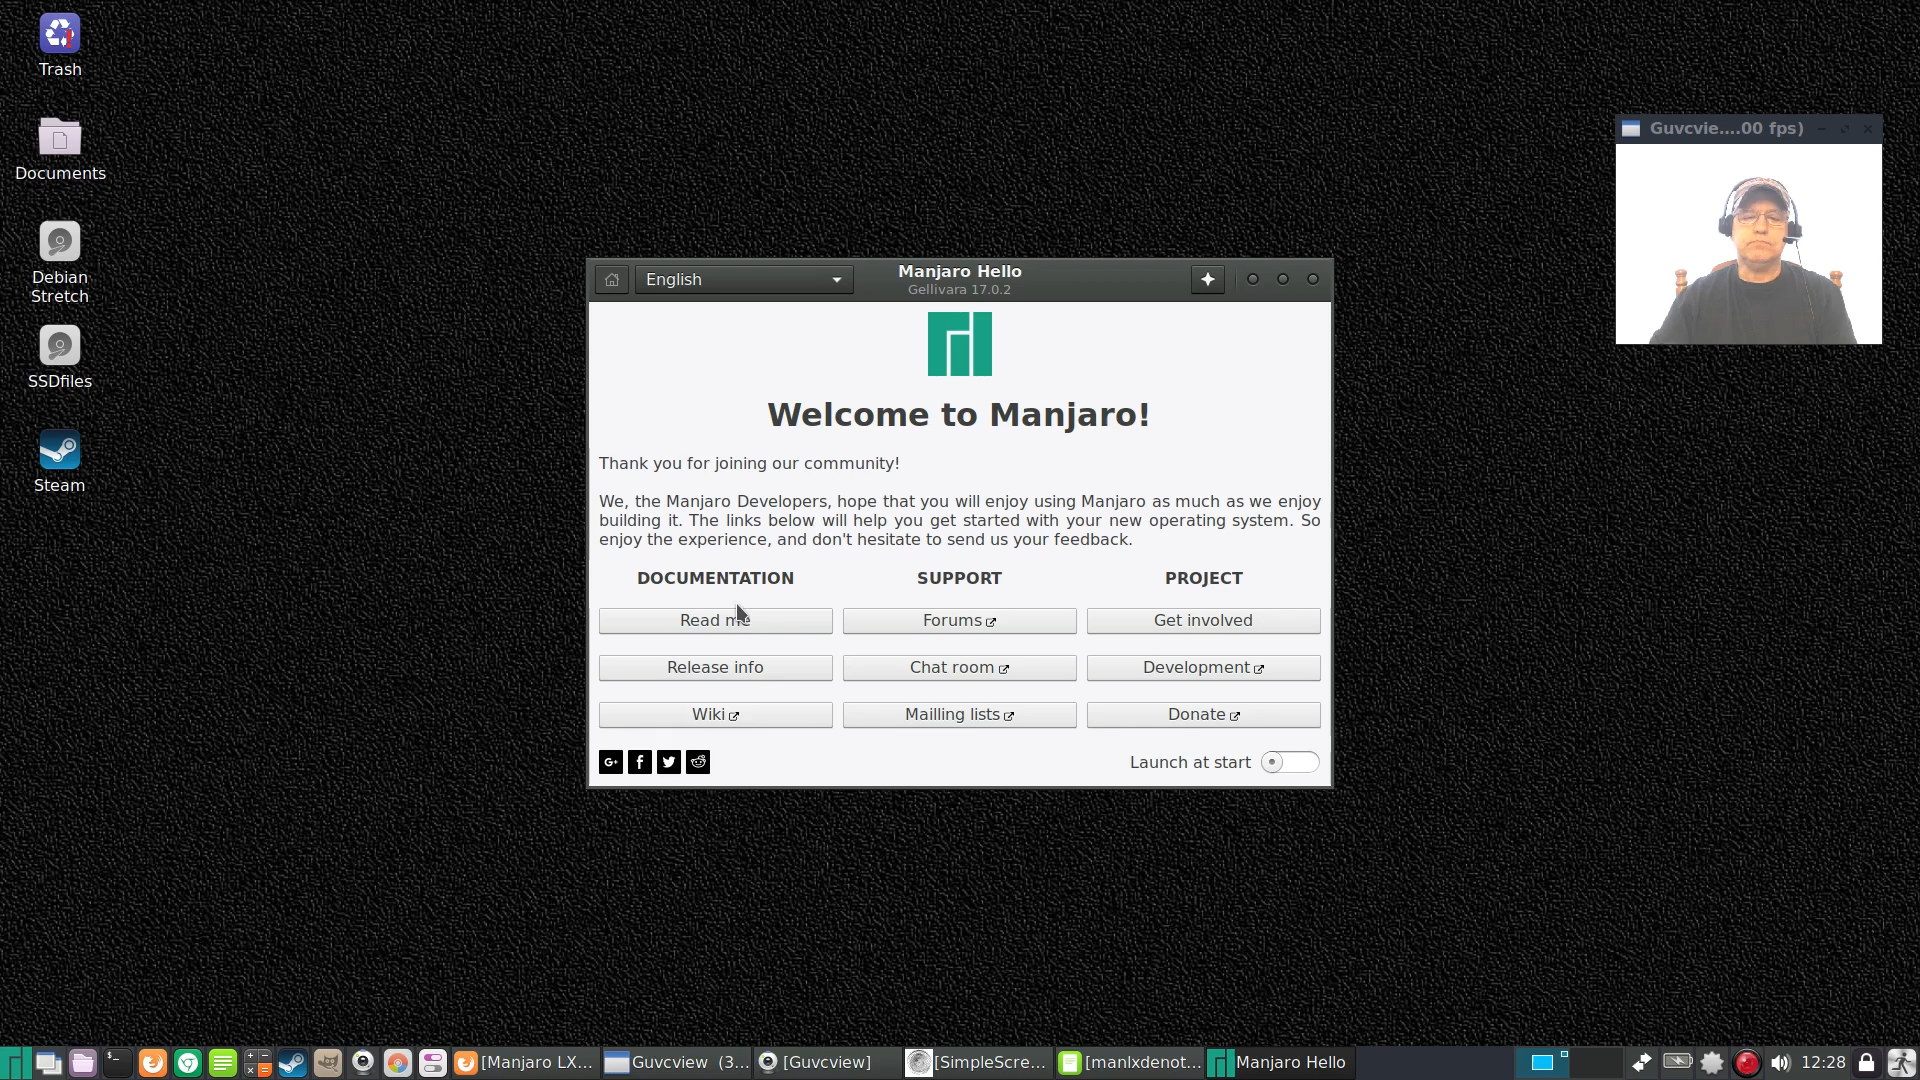 Trash
Documents
Debian
Stretch
SSDfiles
Steam
Guvcvie....00 fps)
English
Manjaro Hello
Gellivara 17.0.2
Welcome to Manjaro!
Thank you for joining our community!
We, the Manjaro Developers, hope that you will enjoy using Manjaro as much as we enjoy
building it. The links below will help you get started with your new operating system. So
enjoy the experience, and don't hesitate to send us your feedback.
DOCUMENTATION SUPPORT PROJECT
Read me Forums Get involved
Release info Chat room Development
Wiki Mailling lists Donate
G+ f Launch at start
[Manjaro LX... Guvcview (3... [Guvcview] [SimpleScre... [manlxdenot... Manjaro Hello 12:28